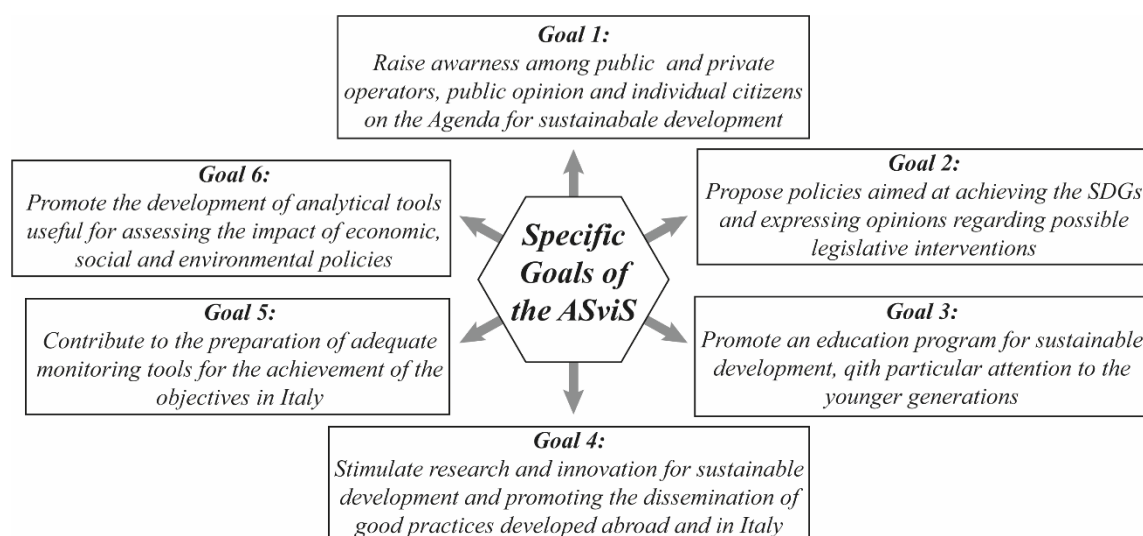 Goal 1:
Raise awarness among public and private
operators, public opinion and individual citizens
on the Agenda for sustainabale development
Goal 6:
Promote the development of analytical tools
useful for assessing the impact of economic,
social and environmental policies
Goal 2:
Propose policies aimed at achieving the SDGs
and expressing opinions regarding possible
legislative interventions
Specific
Goals of
the ASviS
Goal 5:
Contribute to the preparation of adequate
monitoring tools for the achievement of the
objectives in Italy
Goal 3:
Promote an education program for sustainable
development, qith particular attention to the
younger generations
Goal 4:
Stimulate research and innovation for sustainable
development and promoting the dissemination of
good practices developed abroad and in Italy